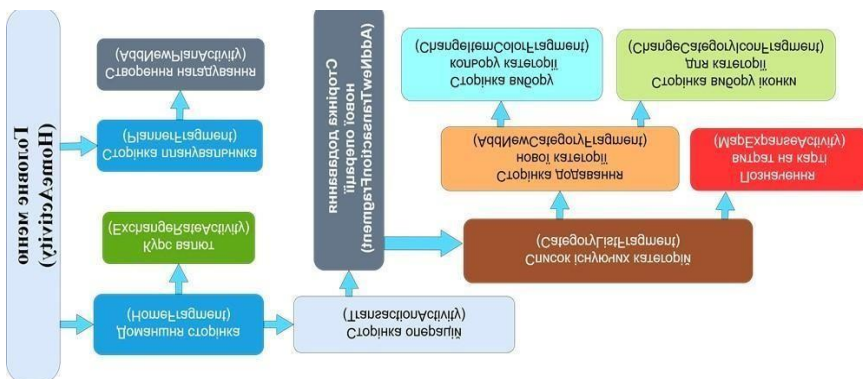 Головне меню
(HomeActivity)
Домашня сторінка
(HomeFragment)
Курс валют
(ExchangeRateActivity)
Сторінка планувальника
(PlannerFragment)
Створення нагадування
(AddNewPlanActivity)
Сторінка операцій
(TransactionActivity)
Сторінка додавання
нової операції
(AddNewTransactionFragment)
Список існуючих категорій
(CategoryListFragment)
Сторінка додавання
нової категорії
(AddNewCategoryFragment)
Позначення
витрат на карті
(MapExpanseActivity)
Сторінка вибору
кольору категорії
(ChangeItemColorFragment)
Сторінка вибору іконки
для категорії
(ChangeCategoryIconFragment)